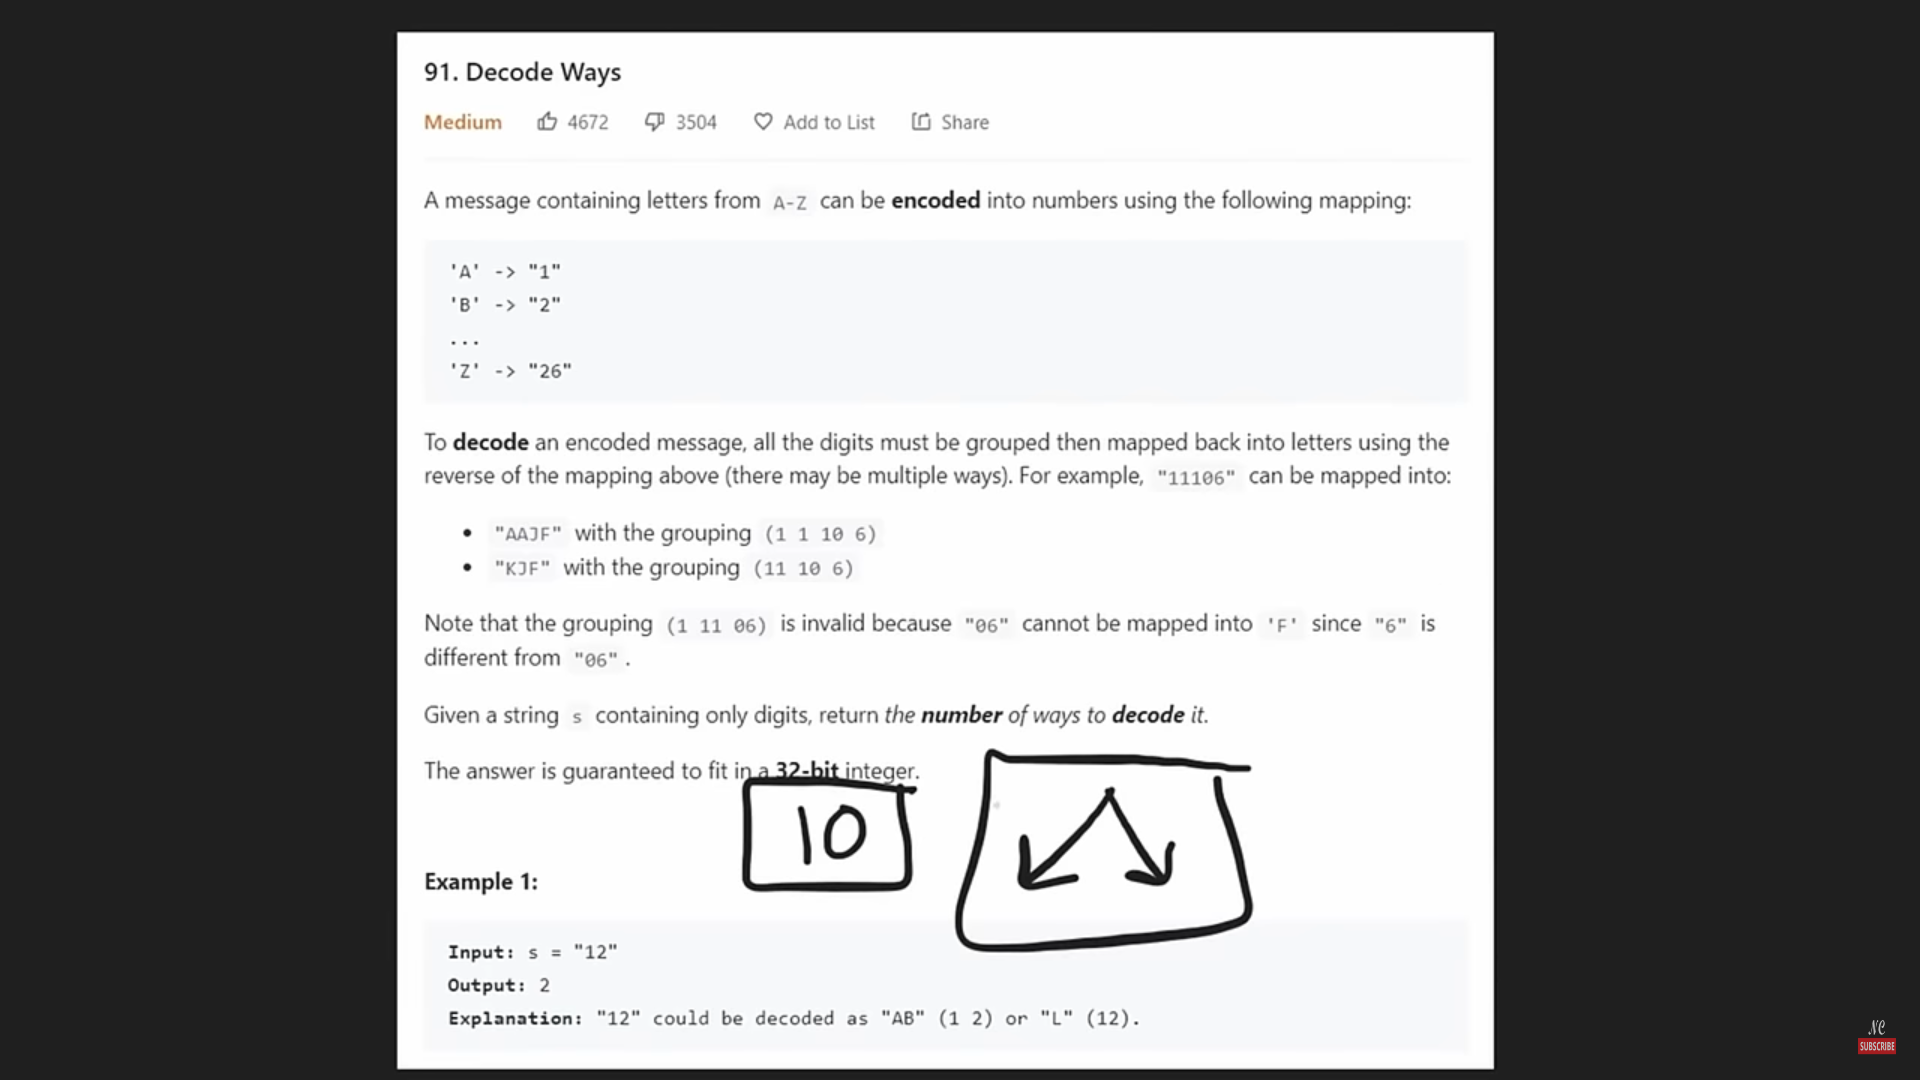 91. Decode Ways
Medium 4672 3504 Add to List Share
A message containing letters from A-Z can be encoded into numbers using the following mapping:
'A' -> "1"
'B' -> "2"
...
'Z' -> "26"
To decode an encoded message, all the digits must be grouped then mapped back into letters using the
reverse of the mapping above (there may be multiple ways). For example, "11106" can be mapped into:
• "AAJF" with the grouping (1 1 10 6)
• "KJF" with the grouping (11 10 6)
Note that the grouping (1 11 06) is invalid because "06" cannot be mapped into 'F' since "6" is
different from "06".
Given a string s containing only digits, return the number of ways to decode it.
The answer is guaranteed to fit in a 32-bit integer.
10
Example 1:
Input: s = "12"
Output: 2
Explanation: "12" could be decoded as "AB" (1 2) or "L" (12).
NC
SUBSCRIBE